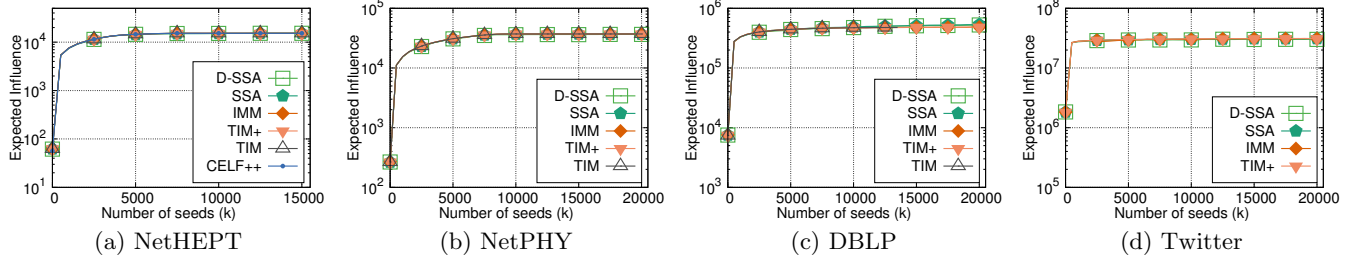 Expected Influence
10^4
10^3
10^2
10^1
D-SSA
SSA
IMM
TIM+
TIM
CELF++
0 5000 10000 15000
Number of seeds (k)
(a) NetHEPT
Expected Influence
10^5
10^4
10^3
10^2
D-SSA
SSA
IMM
TIM+
TIM
0 5000 10000 15000 20000
Number of seeds (k)
(b) NetPHY
Expected Influence
10^6
10^5
10^4
10^3
D-SSA
SSA
IMM
TIM+
TIM
0 5000 10000 15000 20000
Number of seeds (k)
(c) DBLP
Expected Influence
10^8
10^7
10^6
10^5
D-SSA
SSA
IMM
TIM+
0 5000 10000 15000 20000
Number of seeds (k)
(d) Twitter